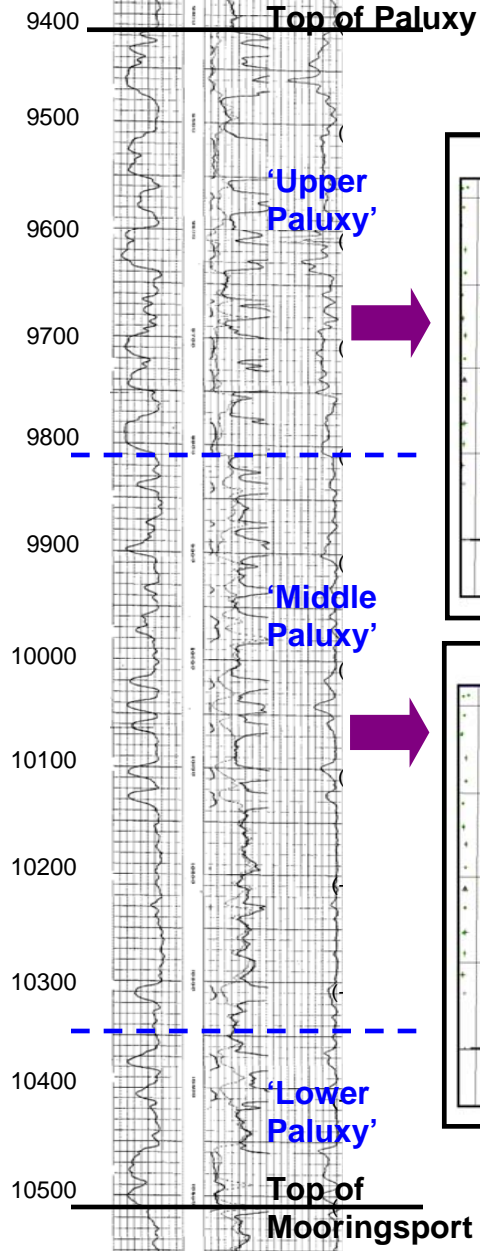 9400
Top of Paluxy
9500
‘Upper
Paluxy’
9600
9700
9800
9900
‘Middle
Paluxy’
10000
10100
10200
10300
10400
‘Lower
Paluxy’
10500
Top of
Mooringsport